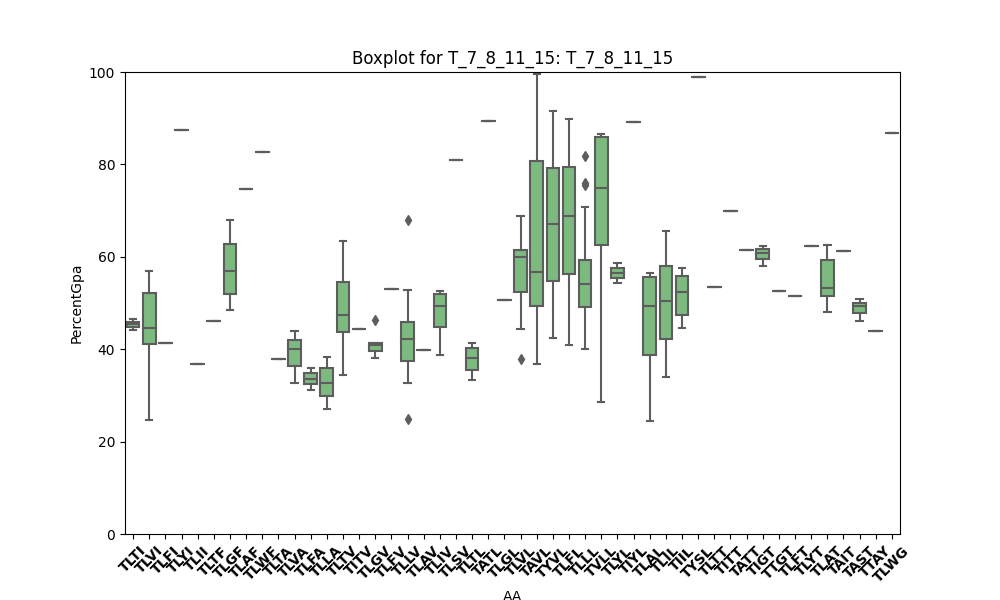 Boxplot for T_7_8_11_15: T_7_8_11_15
PercentGpa
100
80
60
40
20
0
TLTI TLVI TLFI TLYI TLII TLTF TLGF TLAF TLWF TLTA TLVA TLFA TLLA TLTV TITV TLGV TLFV TLLV TLAV TLIV TLSV TLTL TATL TLGL TLVL TAVL TYVL TLFL TLLL TVLL TLYL TIYL TLAL TLIL TIIL TYSL TLTT TITT TATT TIGT TTGT TLFT TLYT TLAT TAIT TAST TTAY TLWG
AA